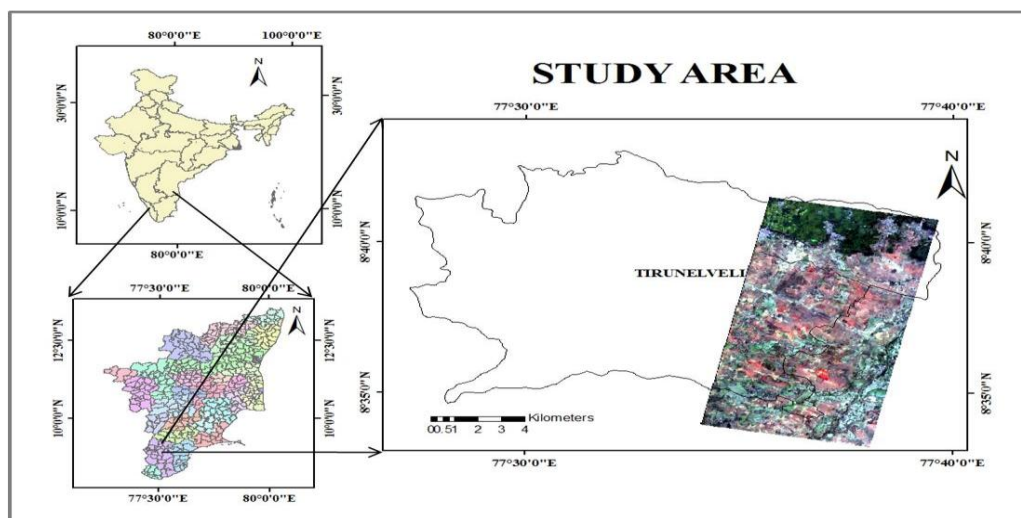 80°0'0"E 100°0'0"E
N
30°0'0"N 30°0'0"N
10°0'0"N 10°0'0"N
80°0'0"E
77°30'0"E 80°0'0"E
N
12°30'0"N 12°30'0"N
10°0'0"N 10°0'0"N
77°30'0"E 80°0'0"E
STUDY AREA
77°30'0"E 77°40'0"E
N
8°40'0"N 8°40'0"N
TIRUNELVELI
8°35'0"N 8°35'0"N
Kilometers
00.51 2 3 4
77°30'0"E 77°40'0"E